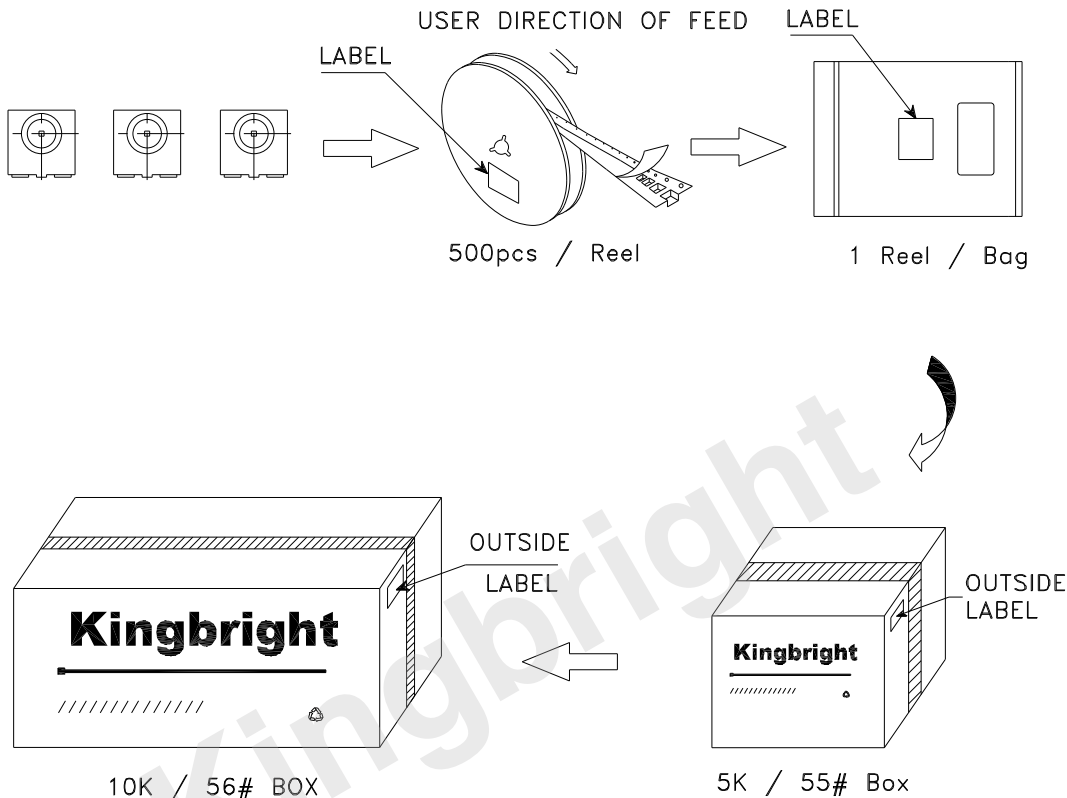 USER DIRECTION OF FEED
LABEL
LABEL
500pcs / Reel
1 Reel / Bag
OUTSIDE
LABEL
Kingbright
10K / 56# BOX
OUTSIDE
LABEL
Kingbright
5K / 55# Box
Kingbright